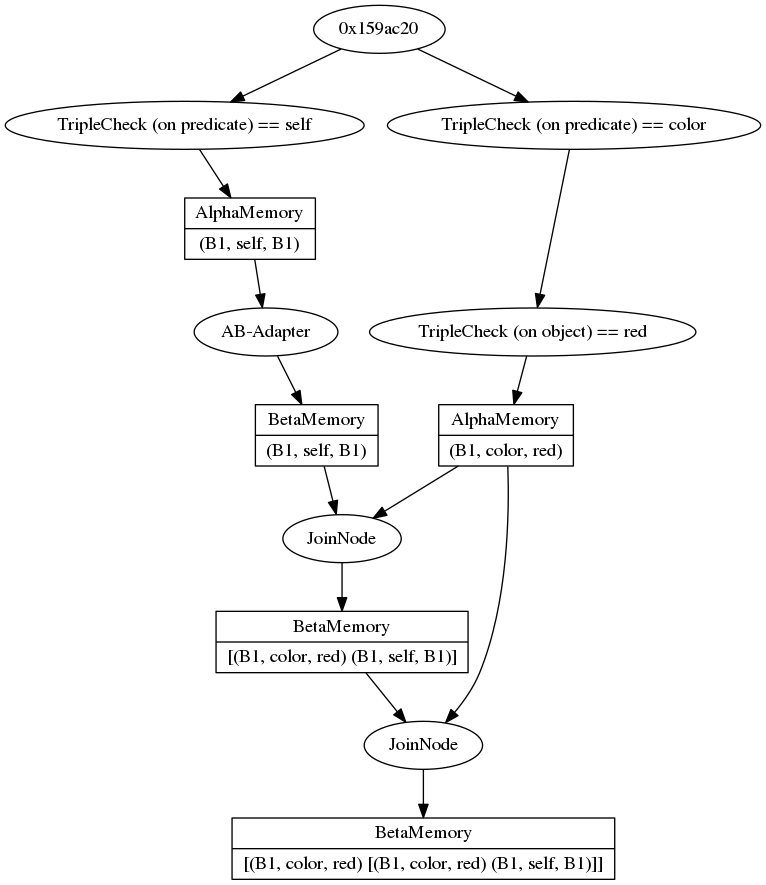 0x159ac20
TripleCheck (on predicate) == self
TripleCheck (on predicate) == color
AlphaMemory
(B1, self, B1)
AB-Adapter
TripleCheck (on object) == red
BetaMemory
(B1, self, B1)
AlphaMemory
(B1, color, red)
JoinNode
BetaMemory
[(B1, color, red) (B1, self, B1)]
JoinNode
BetaMemory
[(B1, color, red) [(B1, color, red) (B1, self, B1)]]